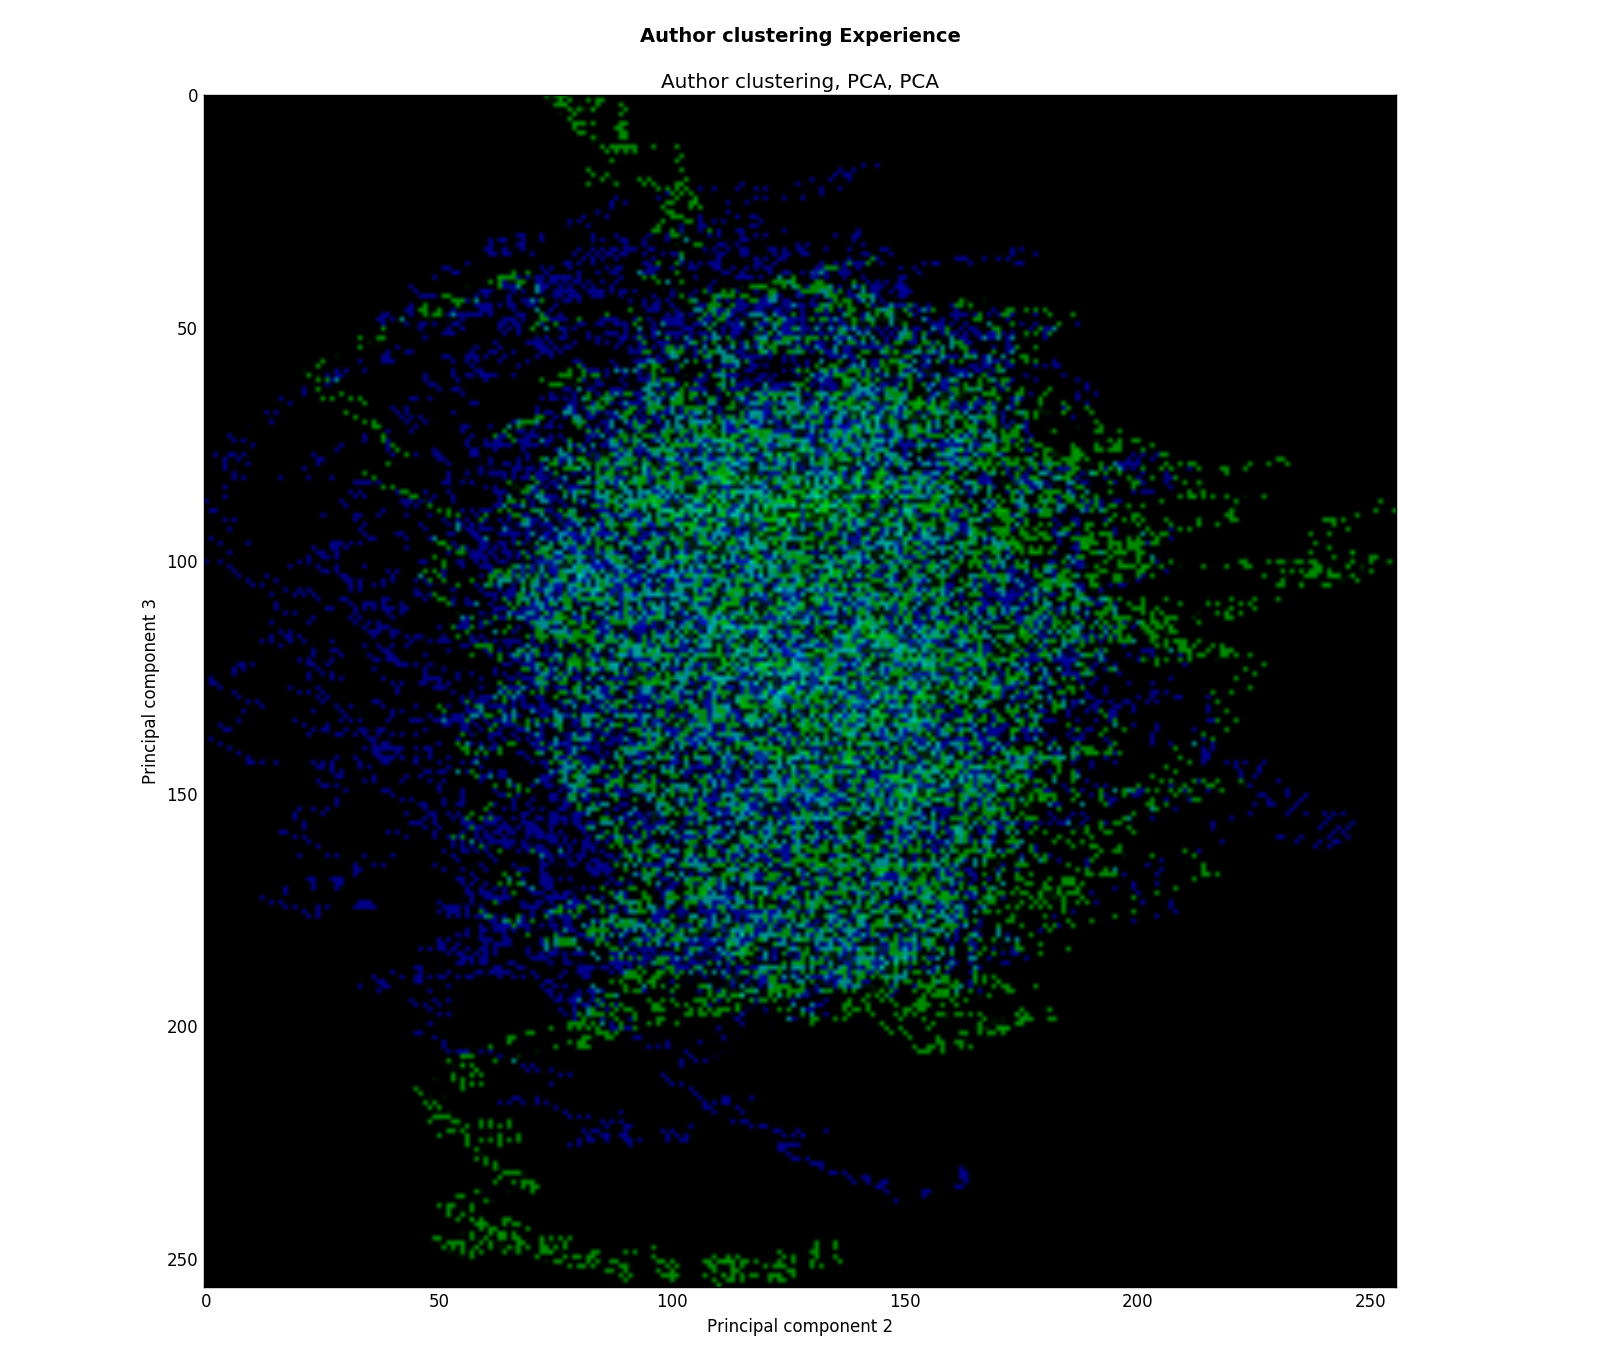 Author clustering Experience
Author clustering, PCA, PCA
0
50
100
150
200
250
Principal component 3
0 50 100 150 200 250
Principal component 2